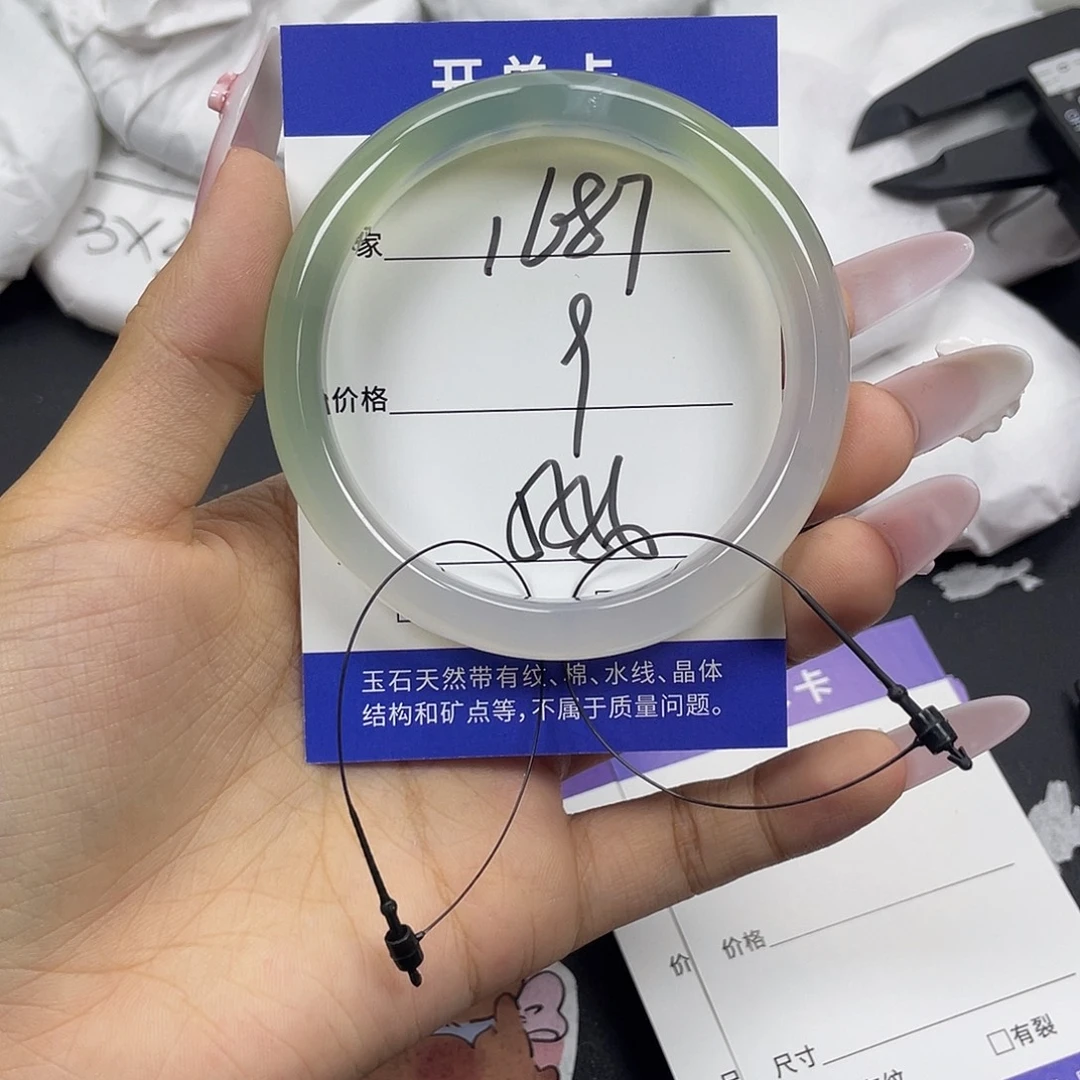 开单卡
家 1687
价格 9
玉石天然带有纹、棉、水线、晶体
结构和矿点等，不属于质量问题。
3X2
卡
价
价格
尺寸
□有裂